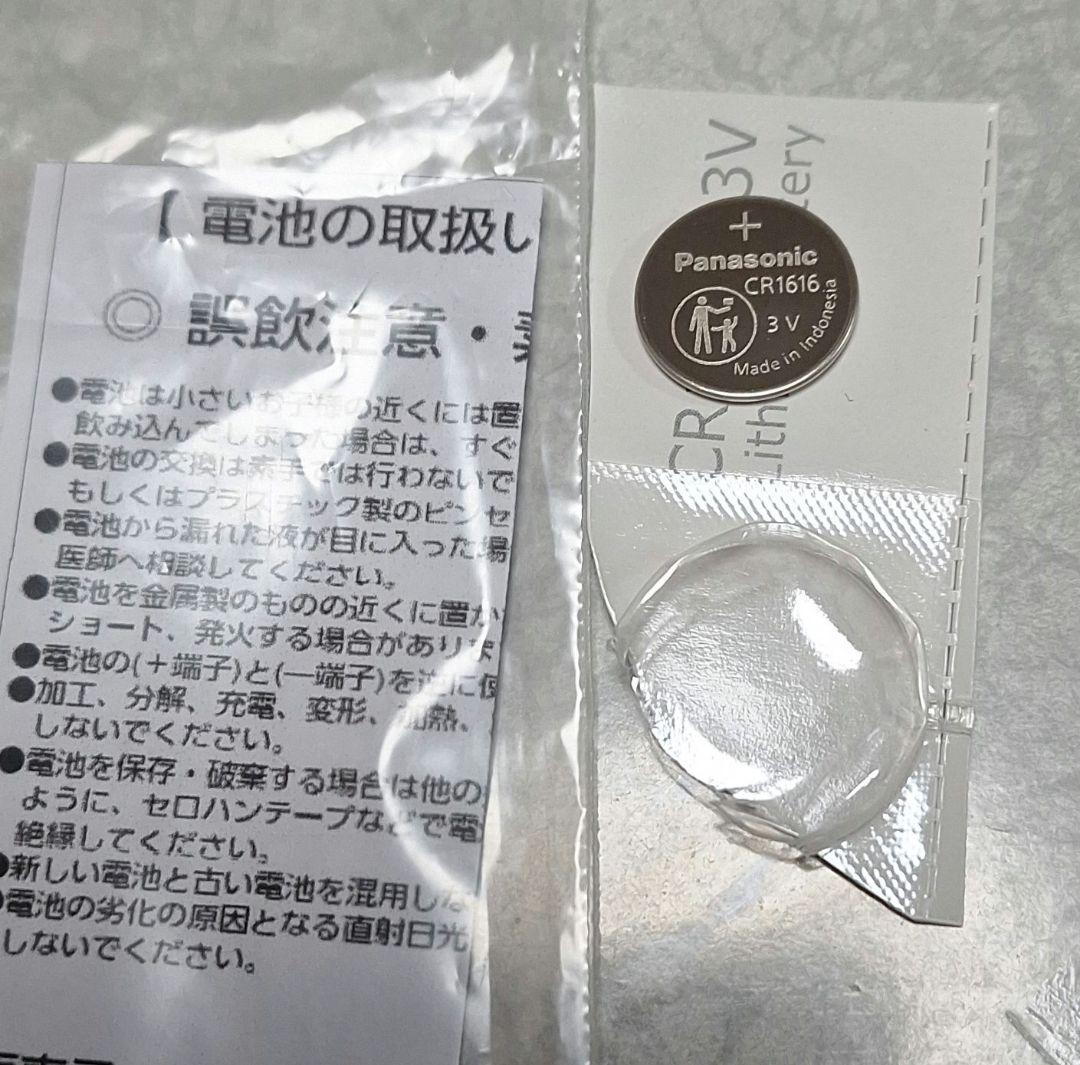 【電池の取扱い
◎ 誤飲注意・
●電池は小さいお子様の近くには置
飲み込んでしまった場合は、すぐ
●電池の交換は素手では行わないで
もしくはプラスチック製のピンセ
●電池から漏れた液が目に入った場
医師へ相談してください。
●電池を金属製のものの近くに置か
ショート、発火する場合がありま
●電池の(+端子)と(−端子)を逆に使
●加工、分解、充電、変形、加熱、
しないでください。
●電池を保存・破棄する場合は他の
ように、セロハンテープなどで電
絶縁してください。
●新しい電池と古い電池を混用しな
●電池の劣化の原因となる直射日光
しないでください。
CR 3V
Lith tery
+
Panasonic
CR1616
3V
Made in Indonesia